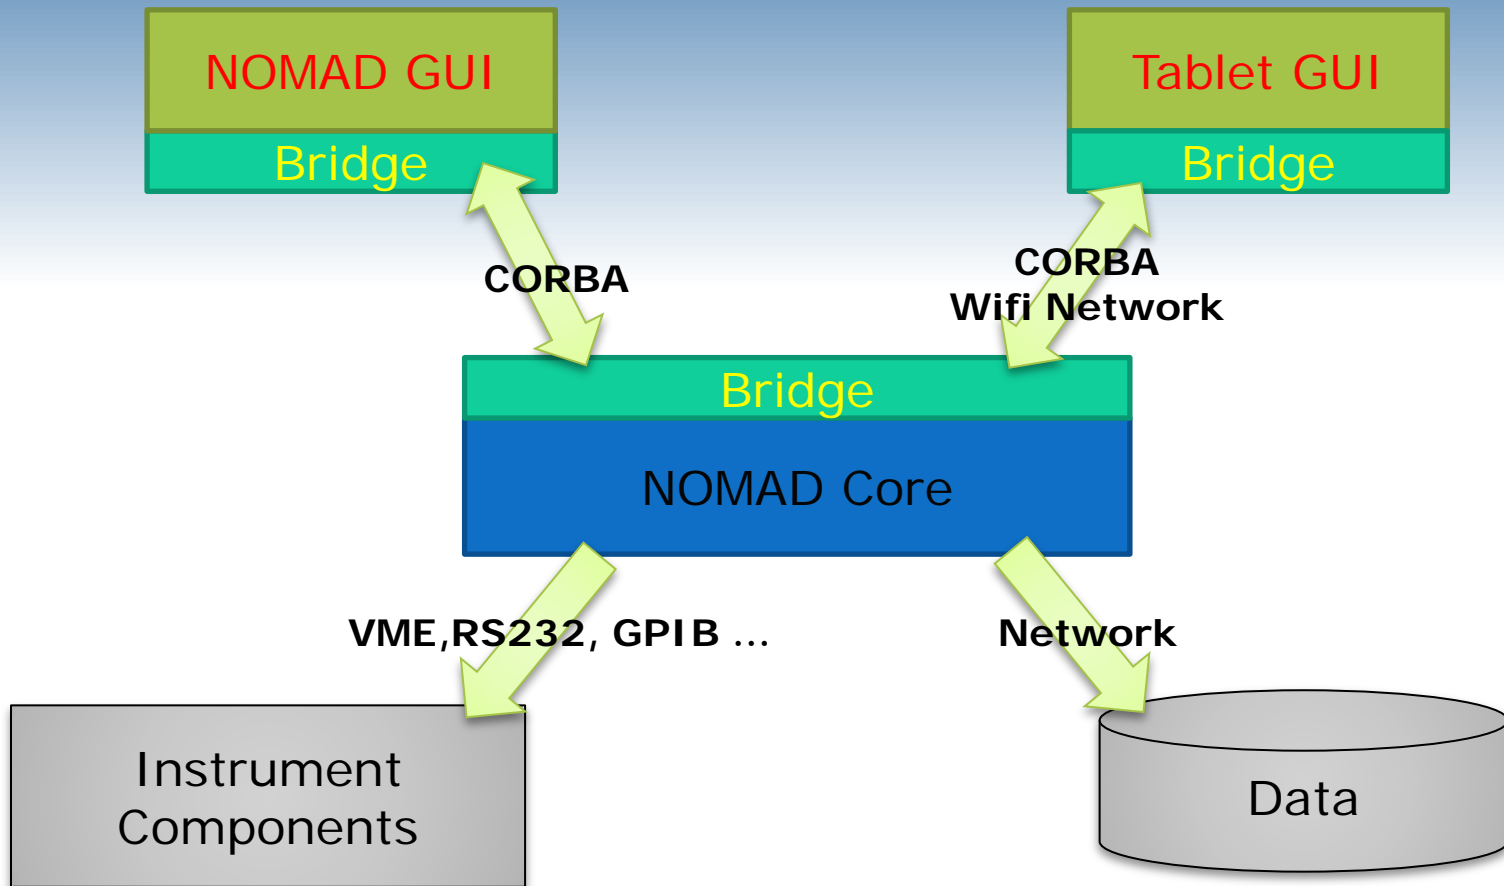 NOMAD GUI
Tablet GUI
Bridge
Bridge
CORBA
CORBA
Wifi Network
Bridge
NOMAD Core
VME,RS232, GPIB ...
Network
Instrument
Components
Data